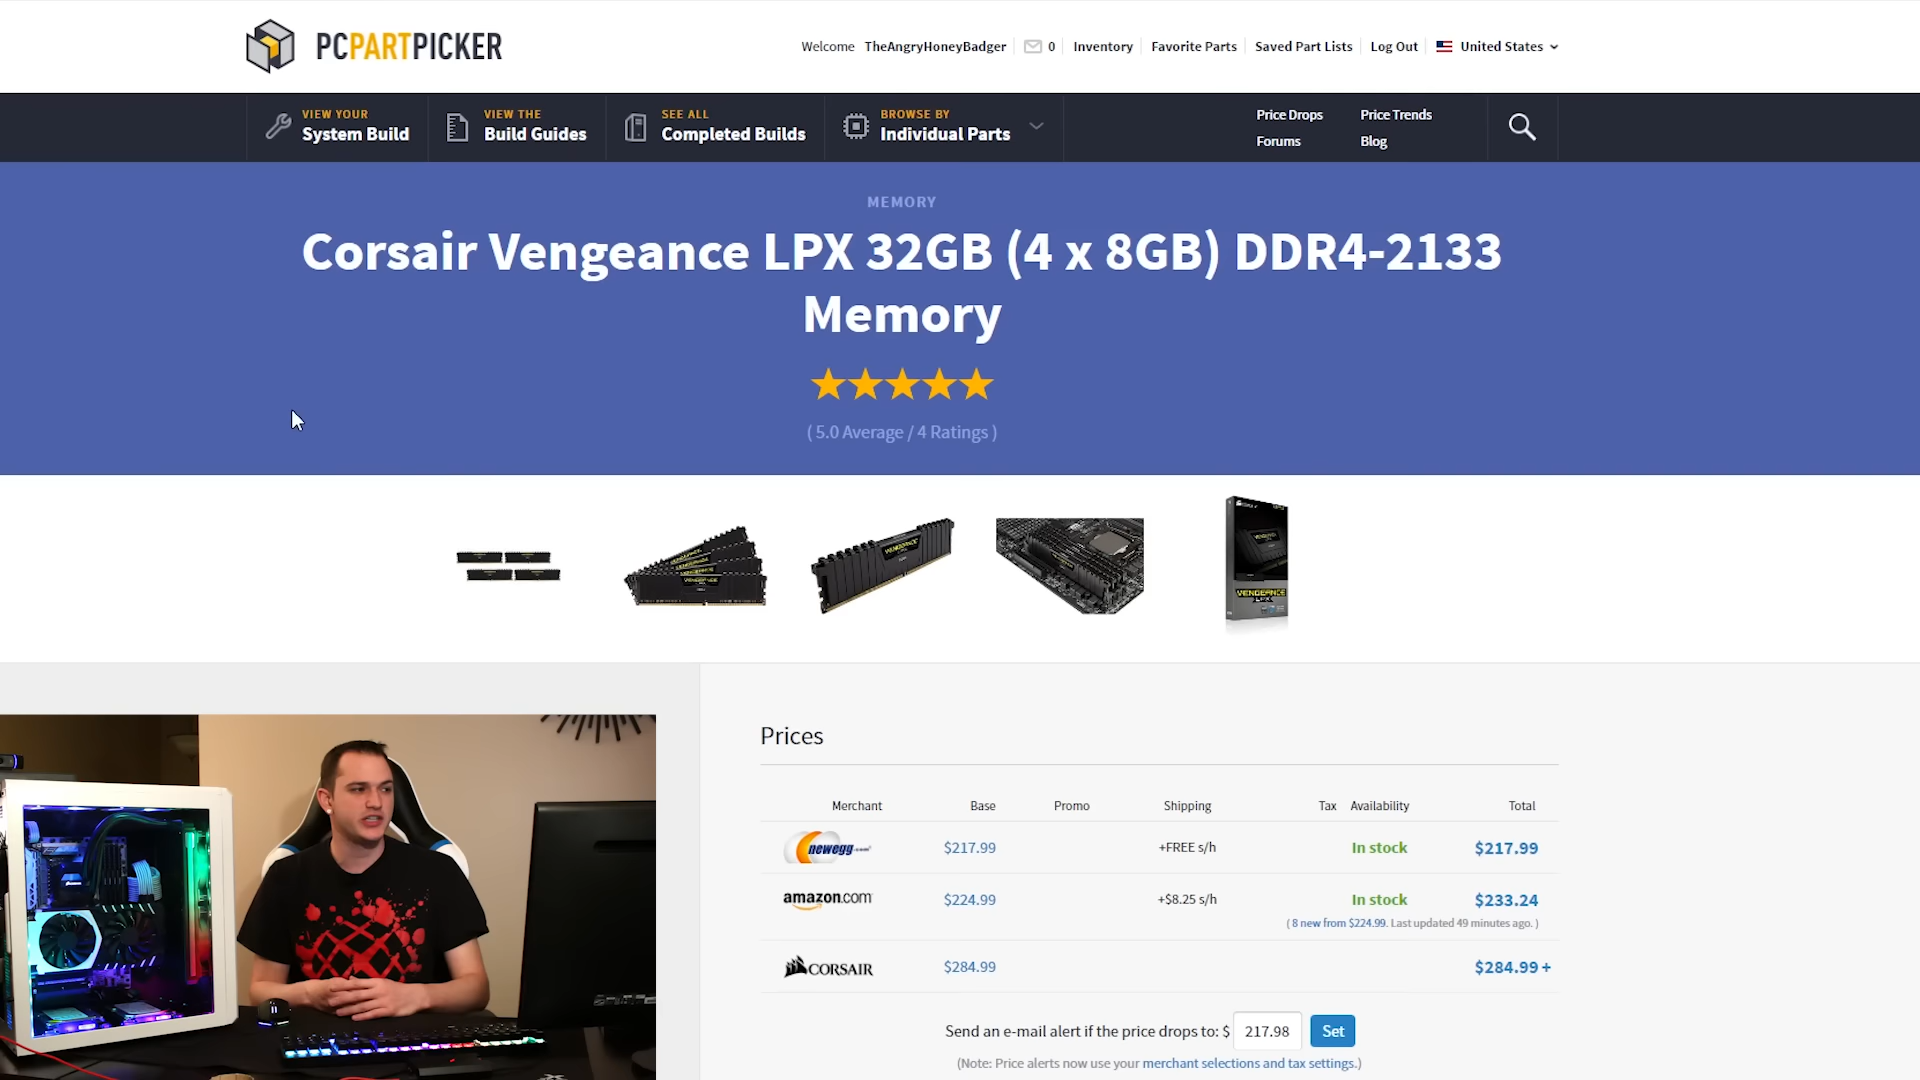 PCPARTPICKER
Welcome TheAngryHoneyBadger 0 Inventory Favorite Parts Saved Part Lists Log Out United States
VIEW YOUR
System Build
VIEW THE
Build Guides
SEE ALL
Completed Builds
BROWSE BY
Individual Parts
Price Drops Price Trends
Forums Blog
MEMORY
Corsair Vengeance LPX 32GB (4 x 8GB) DDR4-2133
Memory
( 5.0 Average / 4 Ratings )
VENGEANCE
VENGEANCE
VENGEANCE
LPX
Prices
Merchant Base Promo Shipping Tax Availability Total
newegg.com $217.99 +FREE s/h In stock $217.99
amazon.com $224.99 +$8.25 s/h In stock $233.24
( 8 new from $224.99. Last updated 49 minutes ago. )
CORSAIR $284.99 $284.99 +
Send an e-mail alert if the price drops to: $ 217.98 Set
(Note: Price alerts now use your merchant selections and tax settings.)